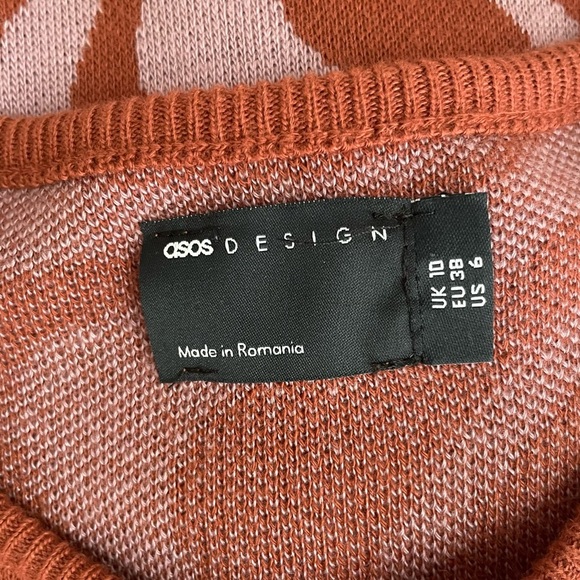 asos DESIGN
Made in Romania
UK 10
EU 38
US 6